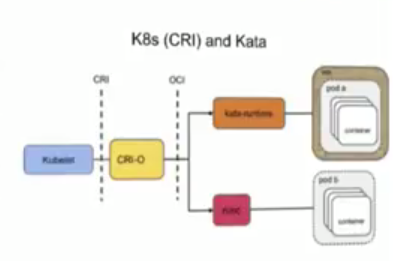 K8s (CRI) and Kata
CRI
OCI
Kubelet
CRI-O
kata-runtime
vm
pod a
container
runc
pod b
container